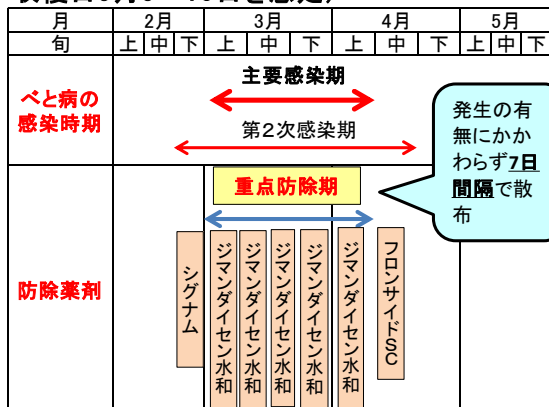 月 2月 3月 4月 5月
旬 上 中 下 上 中 下 上 中 下 上 中 下
べと病の
感染時期
主要感染期
第2次感染期
発生の有
無にかか
わらず7日
間隔で散
布
重点防除期
防除薬剤
シグナム
ジマンダイセン水和
ジマンダイセン水和
ジマンダイセン水和
ジマンダイセン水和
ジマンダイセン水和
フロンサイドSC